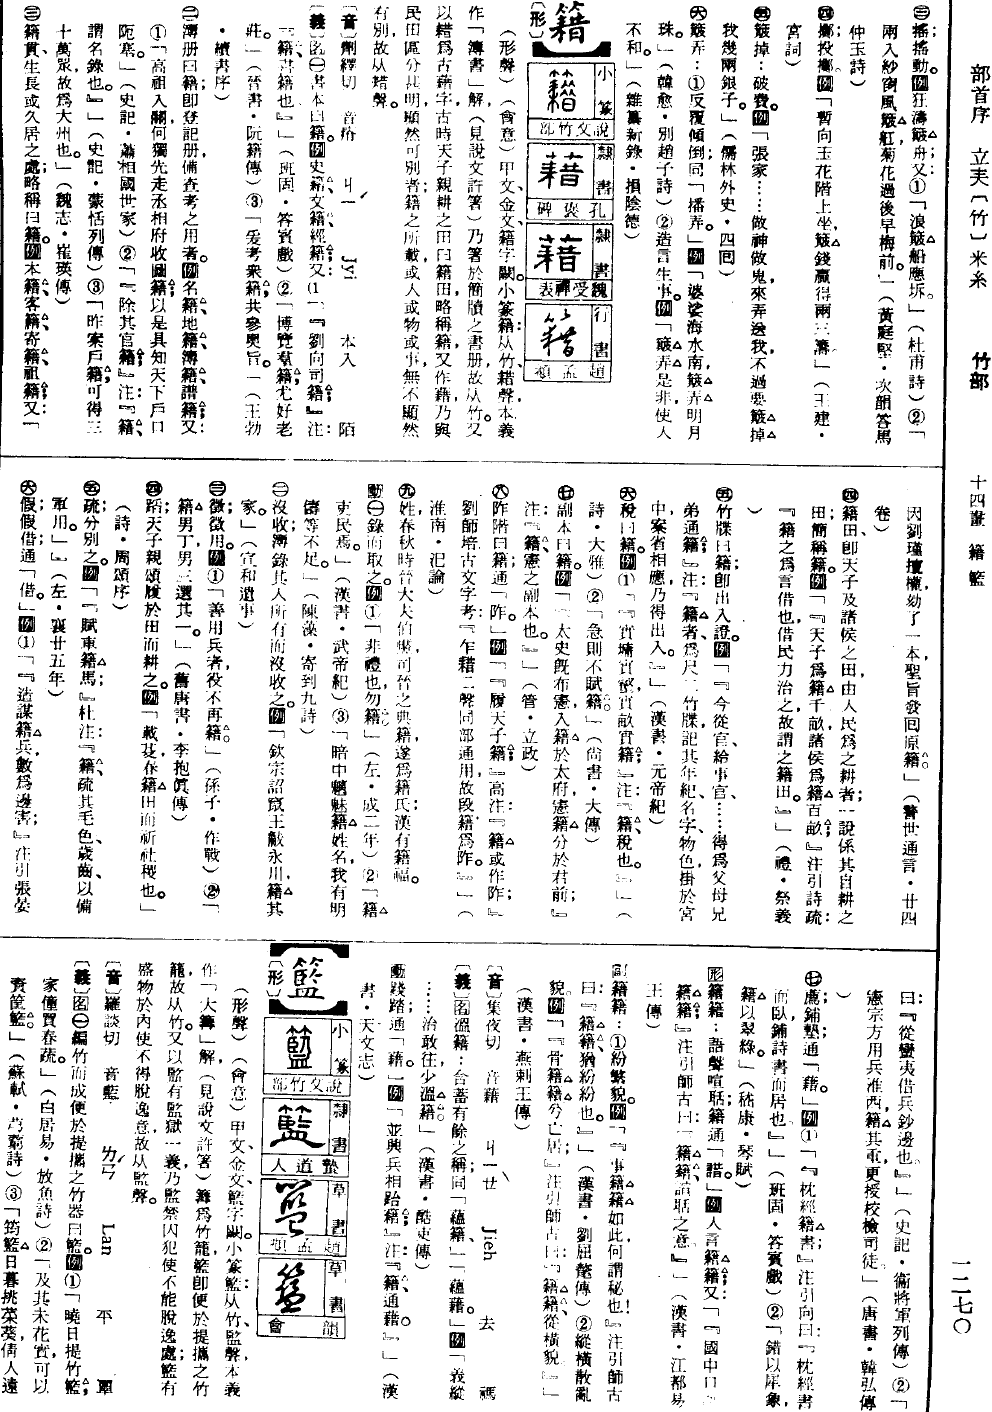 部首序 立夫〔竹〕米糸 竹部 十四畫 籍 籃 一二七〇
㊂搖搖動。例狂濤簸舟；又①「浪簸船應坼。」(杜甫詩)②「
兩入紗窗風簸紅菊花過後早梅前。」(黃庭堅・次韻答馬
仲玉詩)
㊃擲投擲例「暫向玉花階上坐，簸錢贏得兩三籌」(王建・
宮詞)
㊄簸掉：破費。例「張家……做神做鬼，來弄送我，不過要簸掉
我幾兩銀子。」(儒林外史・四回)
㊅簸弄：①反覆傾倒同「播弄。」例「婆娑海水南，簸弄明月
珠。」(韓愈・別趙子詩)②造言生事。例「簸弄是非，使人
不和。」(雜纂新錄・損陰德)
籍
〔形〕
小篆 說文竹部
隸書 孔褒碑
隸書 魏受禪表
行書 趙孟頫
(形聲)(會意)甲文、金文籍字闕。小篆籍：从竹，耤聲，本義
作「簿書」解，(見說文許箸)乃箸於簡牘之書册，故从竹。又
以耤為古藉字，古時天子親耕之田曰籍田，略稱籍，又作藉，乃與
民田區分其明顯然可別者；籍之所載或人或物或事，無不顯然
有別，故从耤聲。
〔音〕劑繹切 音瘠 ㄐㄧˊ Jyi 本入 陌
〔義〕名㊀書本曰籍。例史籍、文籍、經籍；又①「『劉向司籍。』注：
『籍，書籍也。』」(班固・答賓戲)②「博覽羣籍，尤好老
莊。」(晉書・阮籍傳)③「爰考衆籍，共參奧旨。」(王勃
・續書序)
㊁簿册曰籍，即登記册備查考之用者。例名籍、地籍、簿籍、譜籍；又
①「高祖入關，何獨先走丞相府收圖籍，以是具知天下戶口
阨塞。」(史記・蕭相國世家)②「『除其宦籍。』注：『籍，
謂名錄也。』」(史記・蒙恬列傳)③「昨案戶籍，可得三
十萬衆，故為大州也。」(魏志・崔琰傳)
㊂籍貫，生長或久居之處，略稱曰籍。例本籍、客籍、寄籍、祖籍；又「
因劉瑾擅權，劾了一本，聖旨發回原籍」(警世通言・廿四
卷)
㊃籍田，即天子及諸侯之田，由人民為之耕者；一說係其自耕之
田，簡稱籍。例「『天子為籍千畝，諸侯為籍百畝；』注引詩疏：
『籍之為言借也，借民力治之，故謂之籍田。』」(禮・祭義
)
㊄竹牒曰籍，即出入證。例「『今從官給事宮……得為父母兄
弟通籍；』注：『籍者，為尺二竹牒，記其年紀、名字、物色，掛於宮
中，案省相應，乃得出入。』」(漢書・元帝紀)
㊅稅曰籍。例①「『實墉實壑，實畝實籍。』注：『籍，稅也。』」(
詩・大雅)②「急則不賦籍。」(尚書・大傳)
㊆副本曰籍。例「『太史既布憲，入籍於太府，憲籍分於君前；』
注：『籍，憲之副本也。』」(管・立政)
㊇阼階曰籍，通「阼。」例「『履天子籍；』高注：『籍或作阼；』
劉師培古文字考：『乍耤二聲同部通用，故段籍為阼。』」(
淮南・氾論)
㊈姓，春秋時晉大夫伯黶司晉之典籍，遂為籍氏；漢有籍福。
動㊀錄而取之。例①「非禮也，勿籍。」(左・成二年)②「籍
吏民馬。」(漢書・武帝紀)③「暗中魑魅籍姓名，我有明
儔等不足。」(陳藻・寄到九詩)
㊁沒收，簿錄其人所有而沒收之。例「欽宗詔竄王黻永川，籍其
家。」(宣和遺事)
㊂徵，徵用。例①「善用兵者，役不再籍。」(孫子・作戰)②「
籍男丁，男三選其一。」(舊唐書・李抱眞傳)
㊃蹈，天子親蹈履於田而耕之。例「載芟，春籍田而祈社稷也。」
(詩・周頌序)
㊄疏，分別之。例「『賦車籍馬；』杜注：『籍，疏其毛色、歲齒，以備
軍用。』」(左・襄廿五年)
㊅假，假借，通「借。」例①「『造謀籍兵，數為邊害；』注引張晏
曰：『從蠻夷借兵鈔邊也。』」(史記・衞將軍列傳)②「
憲宗方用兵淮西，籍其重，更授校檢司徒。」(唐書・韓弘傳
)
㊆薦，鋪墊，通「藉。」例①「『枕經籍書，』注引向曰：『枕經書
而臥，鋪詩書而居也。』」(班固・答賓戲)②「錯以犀象，
籍以翠綠。」(嵇康・琴賦)
形籍籍：語聲喧聒，籍通「諎」例人言籍籍；又「『國中口
籍籍。』注引師古曰：『籍籍，諠聒之意。』」(漢書・江都易
王傳)
副籍籍：①紛繁貌。例「『事籍籍如此，何謂秘也！』注引師古
曰：『籍籍，猶紛紛也。』」(漢書・劉屈氂傳)②縱橫散亂
貌。例「『骨籍籍兮亡居；』注引師古曰：『籍籍，從橫貌。』」
(漢書・燕剌王傳)
〔音〕集夜切 音藉 ㄐㄧㄝ Jieh 去 禡
〔義〕名溫籍：含蓄有餘之稱，同「蘊籍」「蘊藉。」例「義縱
……治敢往，少溫籍。」(漢書・酷吏傳)
動踐踏，通「藉。」例「『並興兵相跆籍；』注：『籍通藉。』」(漢
書・天文志)
籃
〔形〕
小篆 說文竹部
隸書 蟄道人
草書 趙孟頫
草書 韻會
(形聲)(會意)甲文、金文籃字闕。小篆籃：从竹，監聲，本義
作「大籌」解，(見說文許箸)籌為竹籠，籃即便於提攜之竹
籠，故从竹。又以監有監獄一義，乃監禁囚犯使不能脫逸處，籃有
盛物於內使不得脫逸意，故从監聲。
〔音〕羅談切 音藍 ㄌㄢˊ Lan 平 覃
〔義〕名㊀編竹而成便於提攜之竹器曰籃。例①「曉日提竹籃，
家僮買春蔬。」(白居易・放魚詩)②「及其未花實，可以
資筐籃。」(蘇軾・詩)③「筠籃日暮挑菜葵，倩人遠